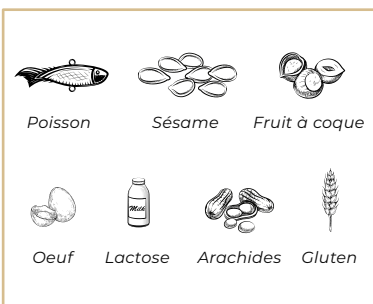 Poisson Sésame Fruit à coque
Milk
Oeuf Lactose Arachides Gluten